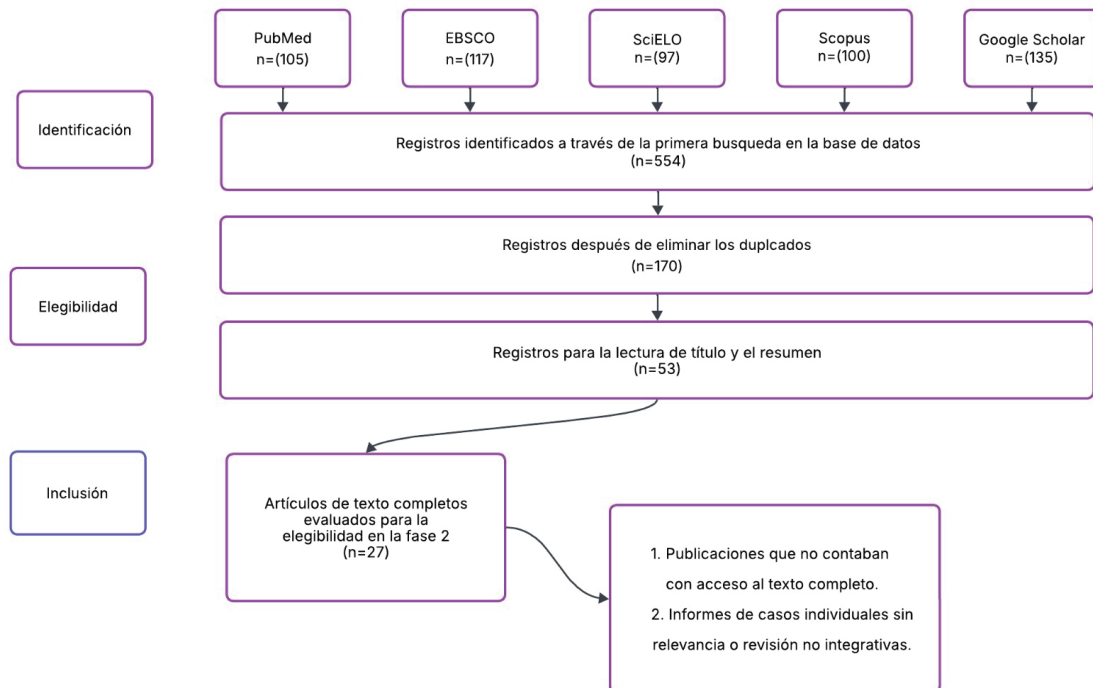 PubMed
n=(105)
EBSCO
n=(117)
SciELO
n=(97)
Scopus
n=(100)
Google Scholar
n=(135)
Identificación
Registros identificados a través de la primera busqueda en la base de datos
(n=554)
Registros después de eliminar los duplcados
(n=170)
Elegibilidad
Registros para la lectura de título y el resumen
(n=53)
Inclusión
Artículos de texto completos
evaluados para la
elegibilidad en la fase 2
(n=27)
1. Publicaciones que no contaban
con acceso al texto completo.
2. Informes de casos individuales sin
relevancia o revisión no integrativas.